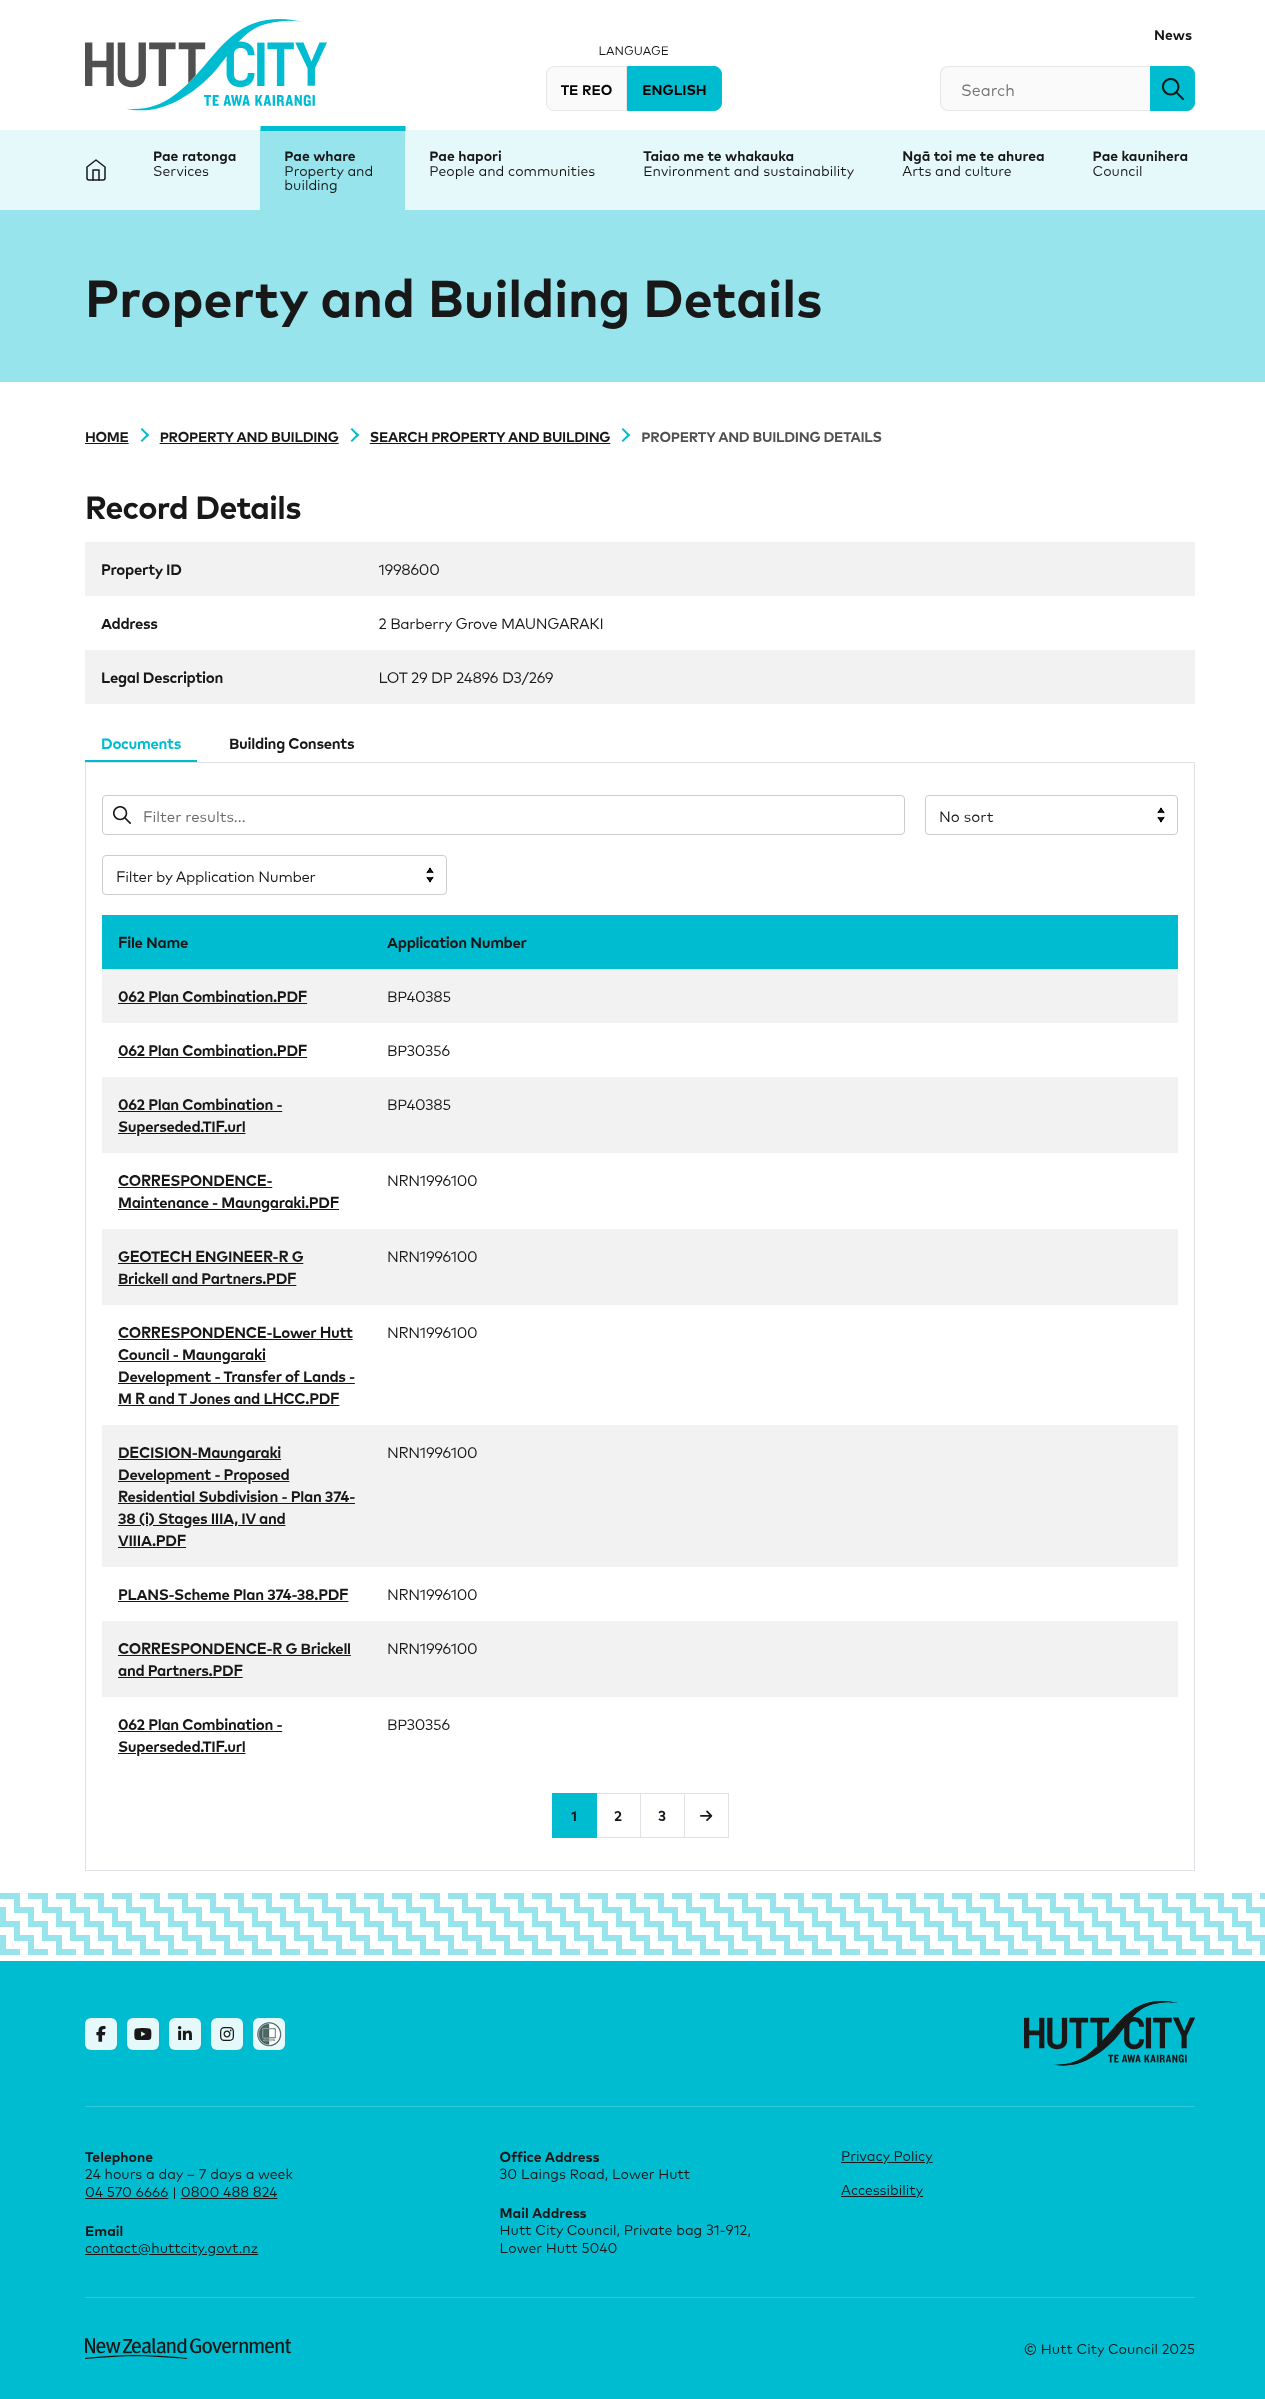 HUTT CITY
TE AWA KAIRANGI
LANGUAGE
TE REO
ENGLISH
News
Search
Pae ratonga
Services
Pae whare
Property and
building
Pae hapori
People and communities
Taiao me te whakauka
Environment and sustainability
Ngā toi me te ahurea
Arts and culture
Pae kaunihera
Council
Property and Building Details
HOME
PROPERTY AND BUILDING
SEARCH PROPERTY AND BUILDING
PROPERTY AND BUILDING DETAILS
Record Details
Property ID 1998600
Address 2 Barberry Grove MAUNGARAKI
Legal Description LOT 29 DP 24896 D3/269
Documents
Building Consents
Filter results...
No sort
Filter by Application Number
File Name Application Number
062 Plan Combination.PDF BP40385
062 Plan Combination.PDF BP30356
062 Plan Combination - BP40385
Superseded.TIF.url
CORRESPONDENCE- NRN1996100
Maintenance - Maungaraki.PDF
GEOTECH ENGINEER-R G NRN1996100
Brickell and Partners.PDF
CORRESPONDENCE-Lower Hutt NRN1996100
Council - Maungaraki
Development - Transfer of Lands -
M R and T Jones and LHCC.PDF
DECISION-Maungaraki NRN1996100
Development - Proposed
Residential Subdivision - Plan 374-
38 (i) Stages IIIA, IV and
VIIIA.PDF
PLANS-Scheme Plan 374-38.PDF NRN1996100
CORRESPONDENCE-R G Brickell NRN1996100
and Partners.PDF
062 Plan Combination - BP30356
Superseded.TIF.url
1 2 3 →
HUTT CITY
TE AWA KAIRANGI
Telephone
24 hours a day – 7 days a week
04 570 6666 | 0800 488 824
Email
contact@huttcity.govt.nz
Office Address
30 Laings Road, Lower Hutt
Mail Address
Hutt City Council, Private bag 31-912,
Lower Hutt 5040
Privacy Policy
Accessibility
New Zealand Government
© Hutt City Council 2025